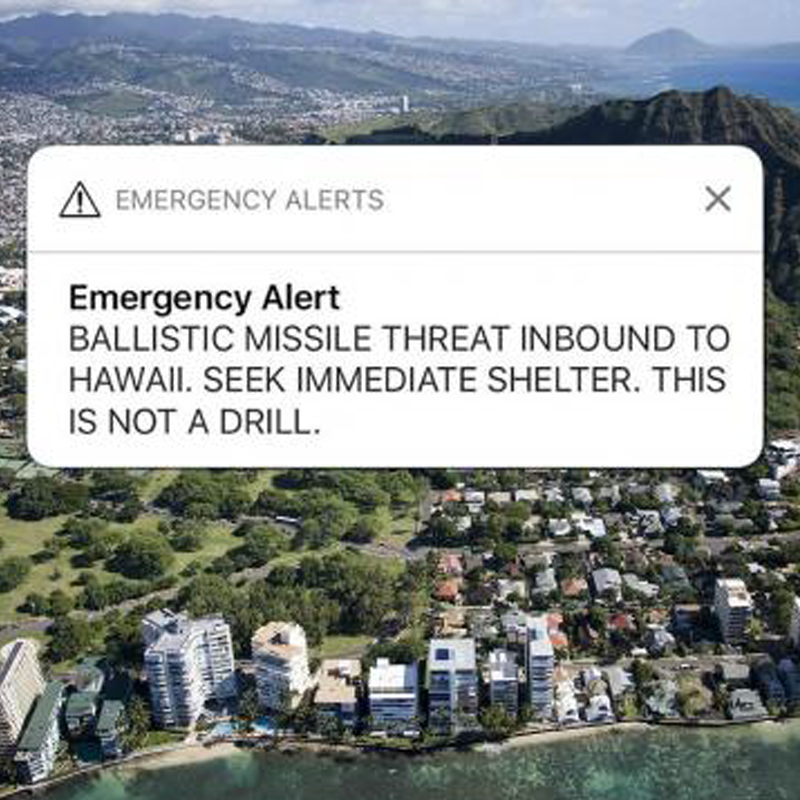 EMERGENCY ALERTS
Emergency Alert
BALLISTIC MISSILE THREAT INBOUND TO
HAWAII. SEEK IMMEDIATE SHELTER. THIS
IS NOT A DRILL.